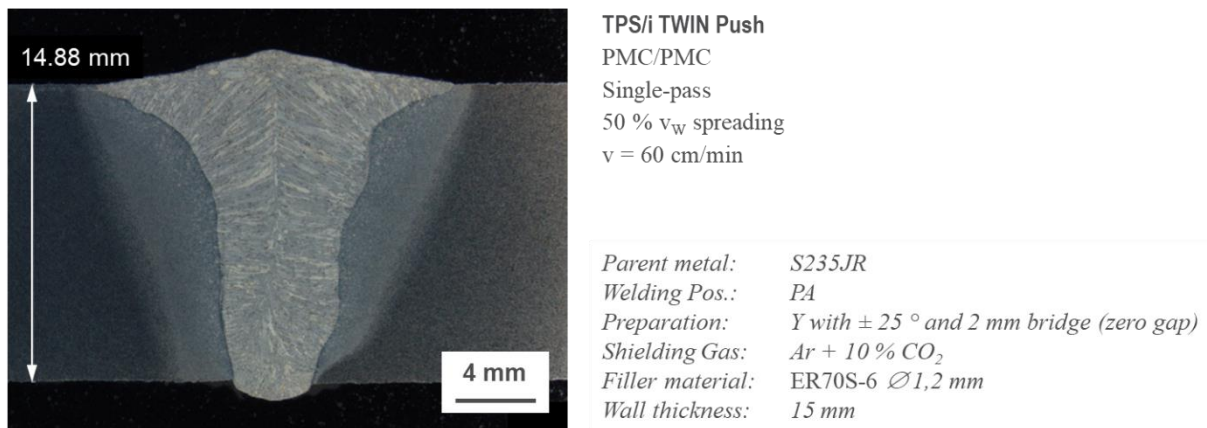 14.88 mm
4 mm
TPS/i TWIN Push
PMC/PMC
Single-pass
50 % vW spreading
v = 60 cm/min
Parent metal: S235JR
Welding Pos.: PA
Preparation: Y with ± 25 ° and 2 mm bridge (zero gap)
Shielding Gas: Ar + 10 % CO2
Filler material: ER70S-6 ∅ 1,2 mm
Wall thickness: 15 mm